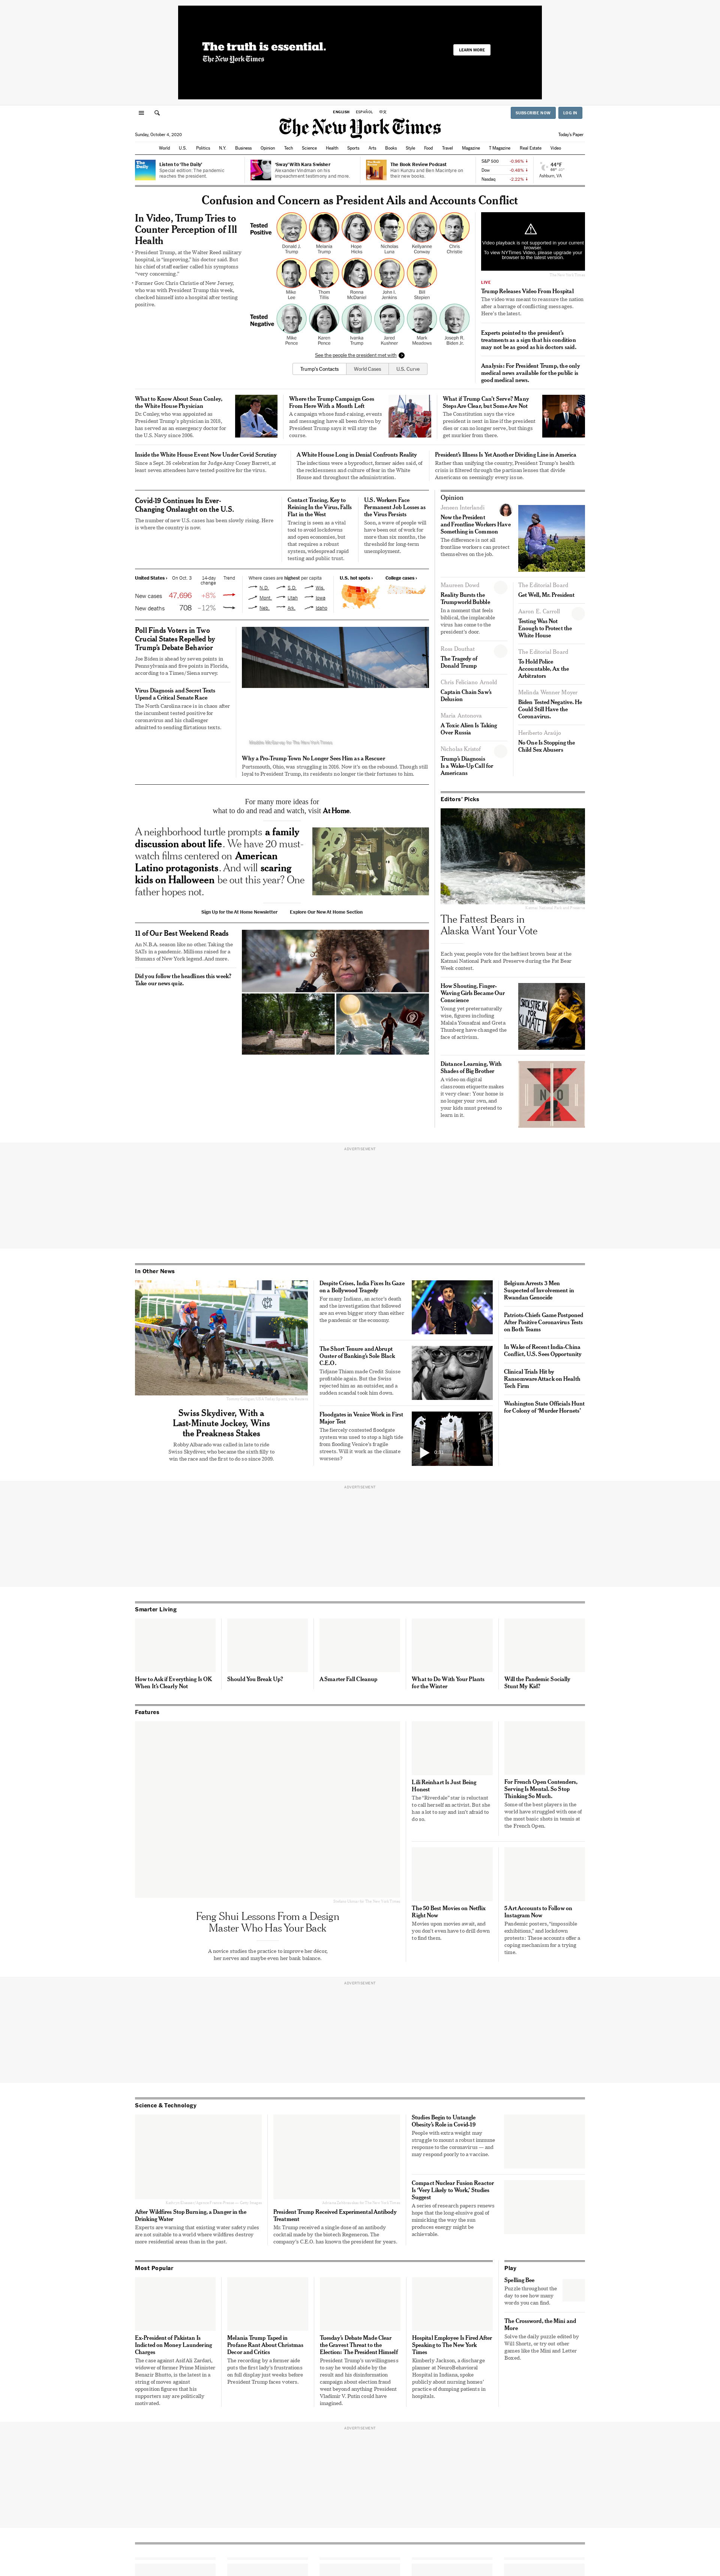 The truth is essential.
The New York Times
LEARN MORE
ENGLISH ESPAÑOL 中文
SUBSCRIBE NOW LOG IN
The New York Times
Sunday, October 4, 2020
Today's Paper
World U.S. Politics N.Y. Business Opinion Tech Science Health Sports Arts Books Style Food Travel Magazine T Magazine Real Estate Video
The Daily
Listen to 'The Daily'
Special edition: The pandemic
reaches the president.
'Sway' With Kara Swisher
Alexander Vindman on his
impeachment testimony and more.
The Book Review Podcast
Hari Kunzru and Ben Macintyre on
their new books.
S&P 500 -0.96% ↓
Dow -0.48% ↓
Nasdaq -2.22% ↓
44°F
Ashburn, VA
Confusion and Concern as President Ails and Accounts Conflict
In Video, Trump Tries to
Counter Perception of Ill
Health
President Trump, at the Walter Reed military
hospital, is "improving," his doctor said. But
his chief of staff earlier called his symptoms
"very concerning."
Former Gov. Chris Christie of New Jersey,
who was with President Trump this week,
checked himself into a hospital after testing
positive.
Tested
Positive
Donald J.
Trump
Melania
Trump
Hope
Hicks
Nicholas
Luna
Kellyanne
Conway
Chris
Christie
Mike
Lee
Thom
Tillis
Ronna
McDaniel
John I.
Jenkins
Bill
Stepien
Tested
Negative
Mike
Pence
Karen
Pence
Ivanka
Trump
Jared
Kushner
Mark
Meadows
Joseph R.
Biden Jr.
See the people the president met with
Trump's Contacts World Cases U.S. Curve
Video playback is not supported in your current
browser.
To view NYTimes Video, please upgrade your
browser to the latest version.
LIVE
Trump Releases Video From Hospital
The video was meant to reassure the nation
after a barrage of conflicting messages.
Here's the latest.
Experts pointed to the president's
treatments as a sign that his condition
may not be as good as his doctors said.
Analysis: For President Trump, the only
medical news available for the public is
good medical news.
What to Know About Sean Conley,
the White House Physician
Dr. Conley, who was appointed as
President Trump's physician in 2018,
has served as an emergency doctor for
the U.S. Navy since 2006.
Where the Trump Campaign Goes
From Here With a Month Left
A campaign whose fund-raising, events
and messaging have all been driven by
President Trump says it will stay the
course.
What if Trump Can't Serve? Many
Steps Are Clear, but Some Are Not
The Constitution says the vice
president is next in line if the president
dies or can no longer serve, but things
get murkier from there.
Inside the White House Event Now Under Covid Scrutiny
Since a Sept. 26 celebration for Judge Amy Coney Barrett, at
least seven attendees have tested positive for the virus.
A White House Long in Denial Confronts Reality
The infections were a byproduct, former aides said, of
the recklessness and culture of fear in the White
House and throughout the administration.
President's Illness Is Yet Another Dividing Line in America
Amid the vastly conflicting country, President Trump's health
crisis is filtered through the partisan lenses that divide
Americans on seemingly every issue.
Covid-19 Continues Its Ever-
Changing Onslaught on the U.S.
The number of new U.S. cases has been slowly rising. Here
is where the country is now.
Contact Tracing, Key to
Reining In the Virus, Falls
Flat in the West
Tracing is seen as a vital
tool to avoid lockdowns
and open economies, but
that requires a robust
system, widespread rapid
testing and public trust.
U.S. Workers Face
Permanent Job Losses as
the Virus Persists
Soon, a wave of people will
have been out of work for
more than six months, the
threshold for long-term
unemployment.
United States › On Oct. 3 14-day change Trend
New cases 47,696 +8%
New deaths 708 –12%
Where cases are highest per capita
N.D. S.D. Wis.
Mont. Utah Iowa
Neb. Ark. Idaho
U.S. hot spots › College cases ›
Opinion
Jeneen Interlandi
Now the President
and Frontline Workers Have
Something in Common
The difference is not all
frontline workers can protect
themselves on the job.
Maureen Dowd
Reality Bursts the
Trumpworld Bubble
In a moment that feels
biblical, the implacable
virus has come to the
president's door.
Ross Douthat
The Tragedy of
Donald Trump
Chris Feliciano Arnold
Captain Chain Saw's
Delusion
Maria Antonova
A Toxic Alien Is Taking
Over Russia
Nicholas Kristof
Trump's Diagnosis
Is a Wake-Up Call for
Americans
The Editorial Board
Get Well, Mr. President
Aaron E. Carroll
Testing Was Not
Enough to Protect the
White House
The Editorial Board
To Hold Police
Accountable, Ax the
Arbitrators
Melinda Wenner Moyer
Biden Tested Negative. He
Could Still Have the
Coronavirus.
Heriberto Araújo
No One Is Stopping the
Child Sex Abusers
Poll Finds Voters in Two
Crucial States Repelled by
Trump's Debate Behavior
Joe Biden is ahead by seven points in
Pennsylvania and five points in Florida,
according to a Times/Siena survey.
Virus Diagnosis and Secret Texts
Upend a Critical Senate Race
The North Carolina race is in chaos after
the incumbent tested positive for
coronavirus and his challenger
admitted to sending flirtatious texts.
Why a Pro-Trump Town No Longer Sees Him as a Rescuer
Portsmouth, Ohio, was struggling in 2016. Now it's on the rebound. Though still
loyal to President Trump, its residents no longer tie their fortunes to him.
For many more ideas for
what to do and read and watch, visit At Home.
A neighborhood turtle prompts a family
discussion about life. We have 20 must-
watch films centered on American
Latino protagonists. And will scaring
kids on Halloween be out this year? One
father hopes not.
Sign Up for the At Home Newsletter Explore Our New At Home Section
11 of Our Best Weekend Reads
An N.B.A. season like no other. Taking the
SATs in a pandemic. Millions raised for a
Humans of New York legend. And more.
Did you follow the headlines this week?
Take our news quiz.
Editors' Picks
The Fattest Bears in
Alaska Want Your Vote
Each year, people vote for the heftiest brown bear at the
Katmai National Park and Preserve during the Fat Bear
Week contest.
How Shouting, Finger-
Waving Girls Became Our
Conscience
Young yet preternaturally
wise, figures including
Malala Yousafzai and Greta
Thunberg have changed the
face of activism.
Distance Learning, With
Shades of Big Brother
A video on digital
classroom etiquette makes
it very clear: Your home is
no longer your own, and
your kids must pretend to
learn in it.
ADVERTISEMENT
In Other News
Swiss Skydiver, With a
Last-Minute Jockey, Wins
the Preakness Stakes
Robby Albarado was called in late to ride
Swiss Skydiver, who became the sixth filly to
win the race and the first to do so since 2009.
Despite Crises, India Fixes Its Gaze
on a Bollywood Tragedy
For many Indians, an actor's death
and the investigation that followed
are an even bigger story than either
the pandemic or the economy.
The Short Tenure and Abrupt
Ouster of Banking's Sole Black
C.E.O.
Tidjane Thiam made Credit Suisse
profitable again. But the Swiss
rejected him as an outsider, and a
sudden scandal took him down.
Floodgates in Venice Work in First
Major Test
The fiercely contested floodgate
system was used to stop a high tide
from flooding Venice's fragile
streets. Will it work as the climate
worsens?
0:51
Belgium Arrests 3 Men
Suspected of Involvement in
Rwandan Genocide
Patriots-Chiefs Game Postponed
After Positive Coronavirus Tests
on Both Teams
In Wake of Recent India-China
Conflict, U.S. Sees Opportunity
Clinical Trials Hit by
Ransomware Attack on Health
Tech Firm
Washington State Officials Hunt
for Colony of 'Murder Hornets'
ADVERTISEMENT
Smarter Living
How to Ask if Everything Is OK
When It's Clearly Not
Should You Break Up?
A Smarter Fall Cleanup
What to Do With Your Plants
for the Winter
Will the Pandemic Socially
Stunt My Kid?
Features
Feng Shui Lessons From a Design
Master Who Has Your Back
A novice studies the practice to improve her décor,
her nerves and maybe even her bank balance.
Lili Reinhart Is Just Being
Honest
The "Riverdale" star is reluctant
to call herself an activist. But she
has a lot to say and isn't afraid to
do so.
For French Open Contenders,
Serving Is Mental. So Stop
Thinking So Much.
Some of the best players in the
world have struggled with one of
the most basic shots in tennis at
the French Open.
The 50 Best Movies on Netflix
Right Now
Movies upon movies await, and
you don't even have to drill down
to find them.
5 Art Accounts to Follow on
Instagram Now
Pandemic posters, "impossible
exhibitions," and lockdown
protests: These accounts offer a
coping mechanism for a trying
time.
ADVERTISEMENT
Science & Technology
After Wildfires Stop Burning, a Danger in the
Drinking Water
Experts are warning that existing water safety rules
are not suitable to a world where wildfires destroy
more residential areas than in the past.
President Trump Received Experimental Antibody
Treatment
Mr. Trump received a single dose of an antibody
cocktail made by the biotech Regeneron. The
company's C.E.O. has known the president for years.
Studies Begin to Untangle
Obesity's Role in Covid-19
People with extra weight may
struggle to mount a robust immune
response to the coronavirus — and
may respond poorly to a vaccine.
Compact Nuclear Fusion Reactor
Is 'Very Likely to Work,' Studies
Suggest
A series of research papers renews
hope that the long-elusive goal of
mimicking the way the sun
produces energy might be
achievable.
Most Popular
Ex-President of Pakistan Is
Indicted on Money Laundering
Charges
The case against Asif Ali Zardari,
widower of former Prime Minister
Benazir Bhutto, is the latest in a
string of moves against
opposition figures that his
supporters say are politically
motivated.
Melania Trump Taped in
Profane Rant About Christmas
Decor and Critics
The recording by a former aide
puts the first lady's frustrations
on full display just weeks before
President Trump faces voters.
Tuesday's Debate Made Clear
the Gravest Threat to the
Election: The President Himself
President Trump's unwillingness
to say he would abide by the
result and his disinformation
campaign about election fraud
went beyond anything President
Vladimir V. Putin could have
imagined.
Hospital Employee Is Fired After
Speaking to The New York
Times
Kimberly Jackson, a discharge
planner at NeuroBehavioral
Hospital in Indiana, spoke
publicly about nursing homes'
practice of dumping patients in
hospitals.
Play
Spelling Bee
Puzzle throughout the
day to see how many
words you can find.
The Crossword, the Mini and
More
Solve the daily puzzle edited by
Will Shortz, or try out other
games like the Mini and Letter
Boxed.
ADVERTISEMENT